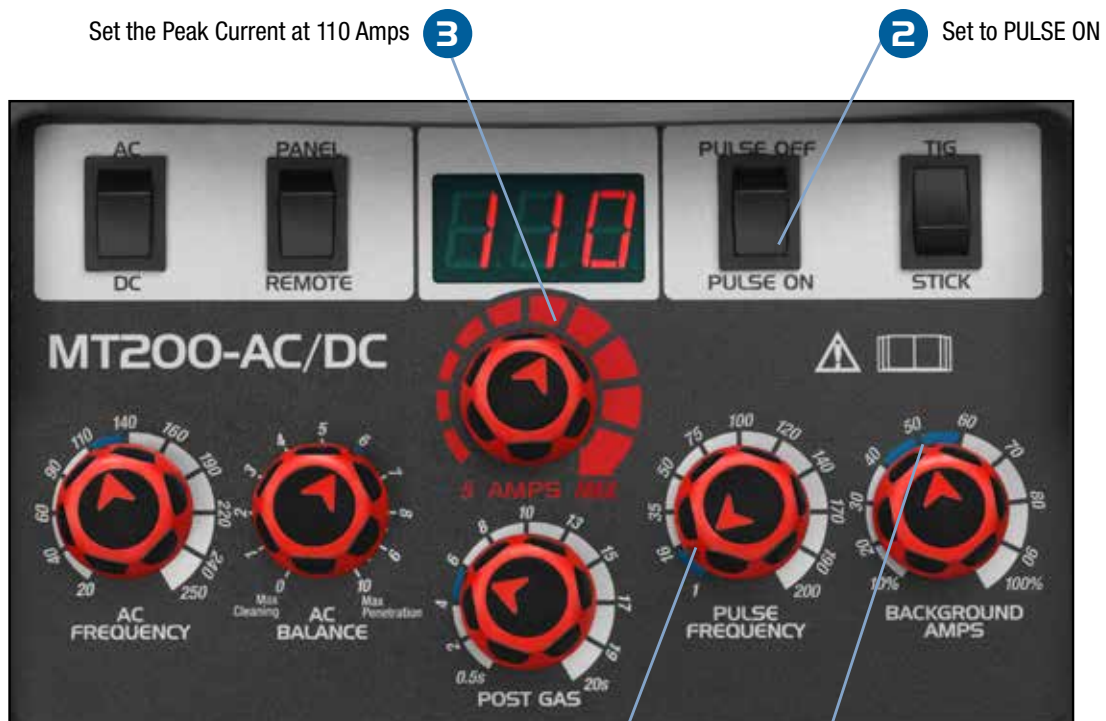 Set the Peak Current at 110 Amps 3
2 Set to PULSE ON
AC
DC
PANEL
REMOTE
110
PULSE OFF
PULSE ON
TIG
STICK
MT200-AC/DC
5 AMPS MAX
20 40 60 90 110 140 160 190 220 240 250
AC
FREQUENCY
0 1 2 3 4 5 6 7 8 9 10
Max
Cleaning
Max
Penetration
AC
BALANCE
0.5s 2 4 6 8 10 13 15 17 19 20s
POST GAS
1 16 35 50 75 100 120 140 170 190 200
PULSE
FREQUENCY
10% 20 30 40 50 60 70 80 90 100%
BACKGROUND
AMPS